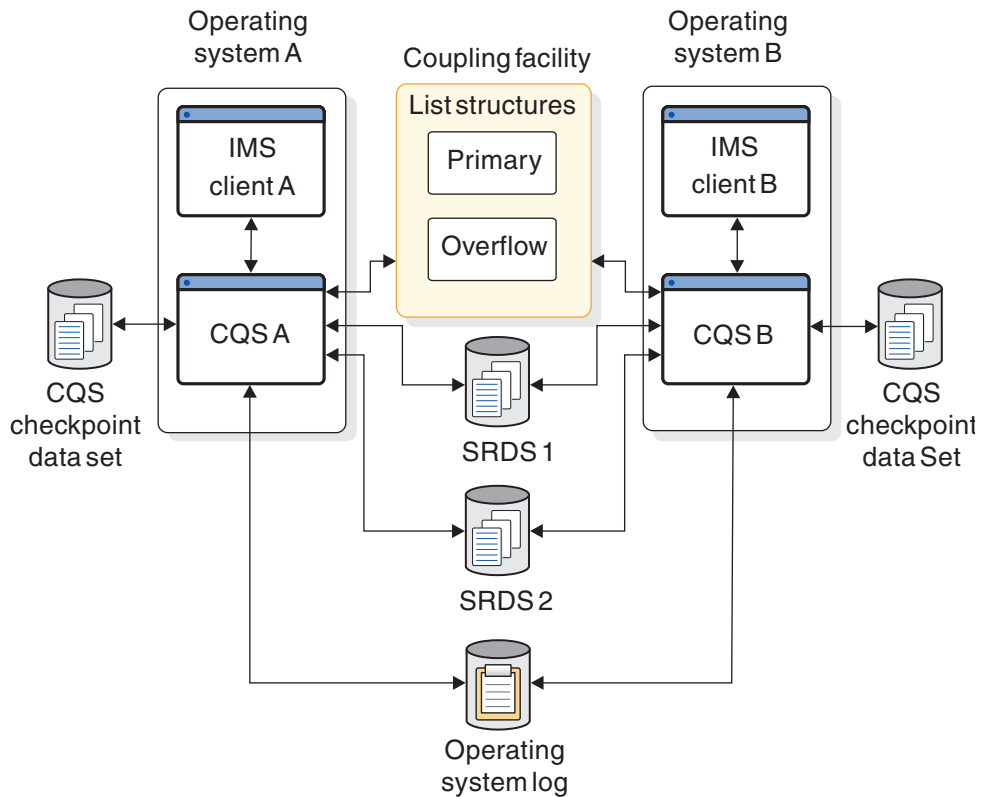 Operating
system A
Coupling facility
Operating
system B
List structures
IMS
client A
Primary
IMS
client B
Overflow
CQS A
CQS B
CQS
checkpoint
data set
SRDS 1
CQS
checkpoint
data Set
SRDS 2
Operating
system log